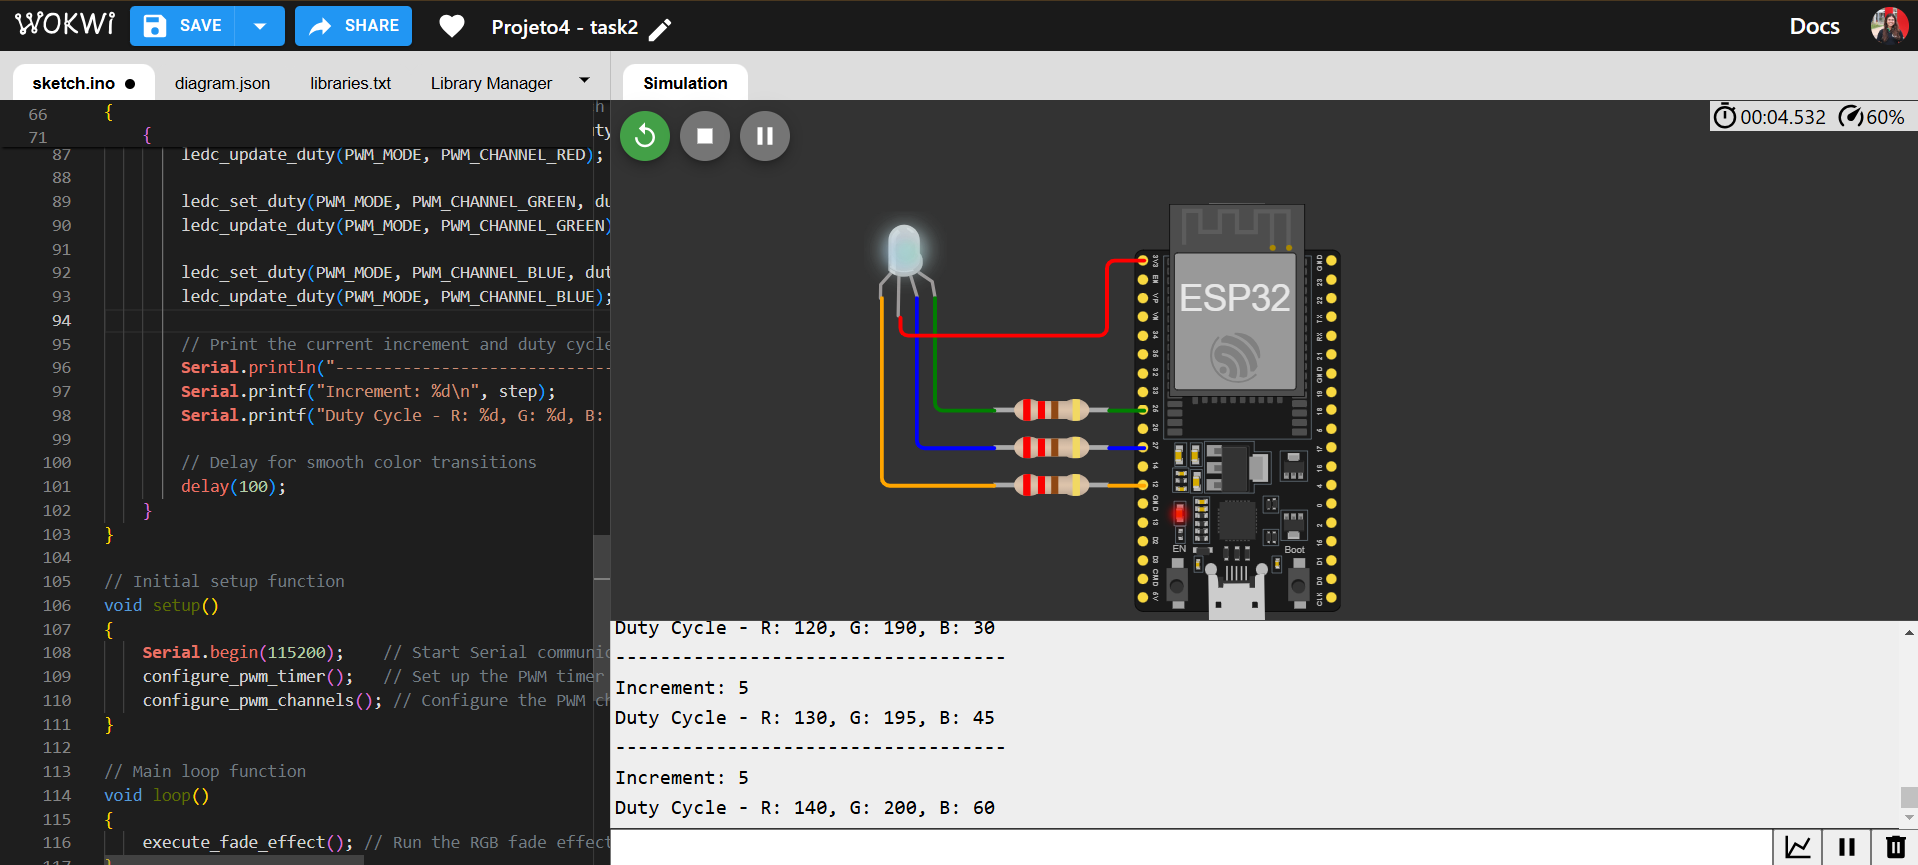 WOKWi
SAVE
SHARE
Projeto4 - task2
Docs
sketch.ino
diagram.json
libraries.txt
Library Manager
Simulation
66 {
71 {
87 ledc_update_duty(PWM_MODE, PWM_CHANNEL_RED);
88
89 ledc_set_duty(PWM_MODE, PWM_CHANNEL_GREEN, du
90 ledc_update_duty(PWM_MODE, PWM_CHANNEL_GREEN)
91
92 ledc_set_duty(PWM_MODE, PWM_CHANNEL_BLUE, dut
93 ledc_update_duty(PWM_MODE, PWM_CHANNEL_BLUE);
94
95 // Print the current increment and duty cycle
96 Serial.println("-----------------------------
97 Serial.printf("Increment: %d\n", step);
98 Serial.printf("Duty Cycle - R: %d, G: %d, B:
99
100 // Delay for smooth color transitions
101 delay(100);
102 }
103 }
104
105 // Initial setup function
106 void setup()
107 {
108 Serial.begin(115200); // Start Serial communic
109 configure_pwm_timer(); // Set up the PWM timer
110 configure_pwm_channels(); // Configure the PWM ch
111 }
112
113 // Main loop function
114 void loop()
115 {
116 execute_fade_effect(); // Run the RGB fade effect
00:04.532 60%
ESP32
EN
Boot
Duty Cycle - R: 120, G: 190, B: 30
-----------------------------------
Increment: 5
Duty Cycle - R: 130, G: 195, B: 45
-----------------------------------
Increment: 5
Duty Cycle - R: 140, G: 200, B: 60